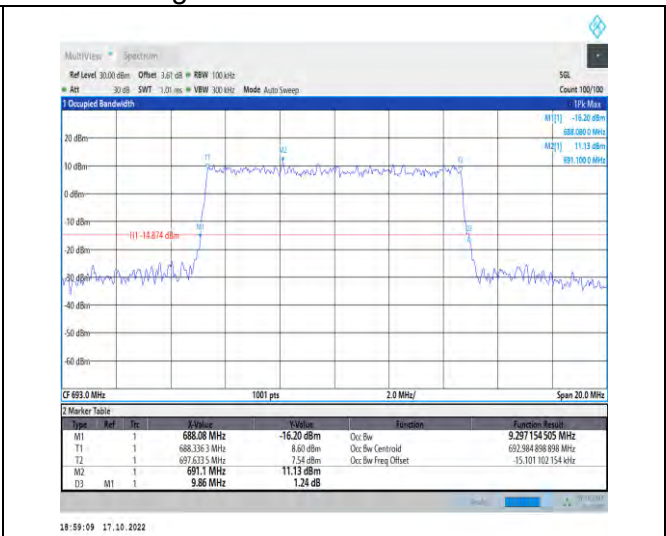 MultiView Spectrum
Ref Level 30.00 dBm Offset 3.61 dB RBW 100 kHz SGL
Att 30 dB SWT 1.01 ms VBW 300 kHz Mode Auto Sweep Count 100/100
1 Occupied Bandwidth 1Pk Max
M1[1] -16.20 dBm
688.080 0 MHz
M2[1] 11.13 dBm
691.100 0 MHz
20 dBm
10 dBm
0 dBm
-10 dBm
-20 dBm
-30 dBm
-40 dBm
-50 dBm
-60 dBm
T1
M2
T2
M1
H1 -14.874 dBm
D3
CF 693.0 MHz 1001 pts 2.0 MHz/ Span 20.0 MHz
2 Marker Table
Type Ref Trc X-Value Y-Value Function Function Result
M1 1 688.08 MHz -16.20 dBm Occ Bw 9.297 154 505 MHz
T1 1 688.336 3 MHz 8.60 dBm Occ Bw Centroid 692.984 898 898 MHz
T2 1 697.633 5 MHz 7.54 dBm Occ Bw Freq Offset -15.101 102 154 kHz
M2 1 691.1 MHz 11.13 dBm
D3 M1 1 9.86 MHz 1.24 dB
18:59:09 17.10.2022